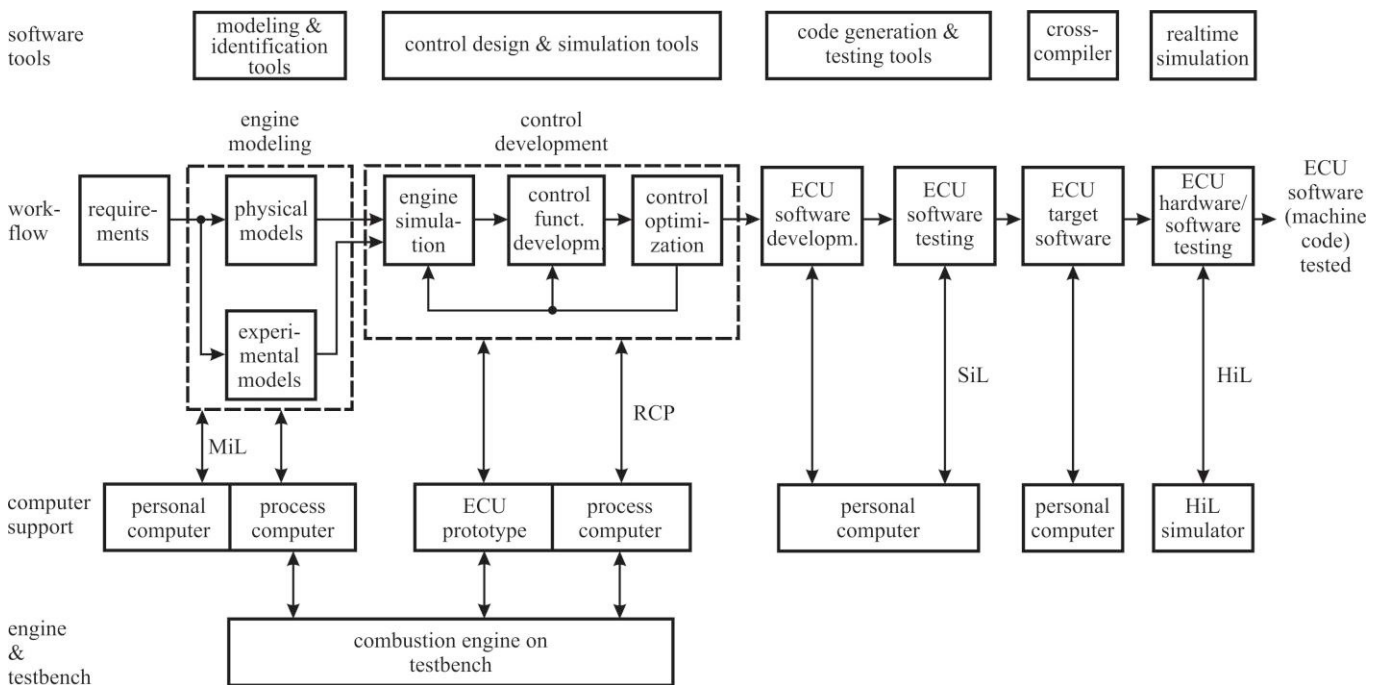 software
tools
modeling &
identification
tools
control design & simulation tools
code generation &
testing tools
cross-
compiler
realtime
simulation
engine
modeling
control
development
work-
flow
require-
ments
physical
models
experi-
mental
models
engine
simula-
tion
control
funct.
developm.
control
optimi-
zation
ECU
software
developm.
ECU
software
testing
ECU
target
software
ECU
hardware/
software
testing
ECU
software
(machine
code)
tested
MiL
RCP
SiL
HiL
computer
support
personal
computer
process
computer
ECU
prototype
process
computer
personal
computer
personal
computer
HiL
simulator
engine
&
testbench
combustion engine on
testbench